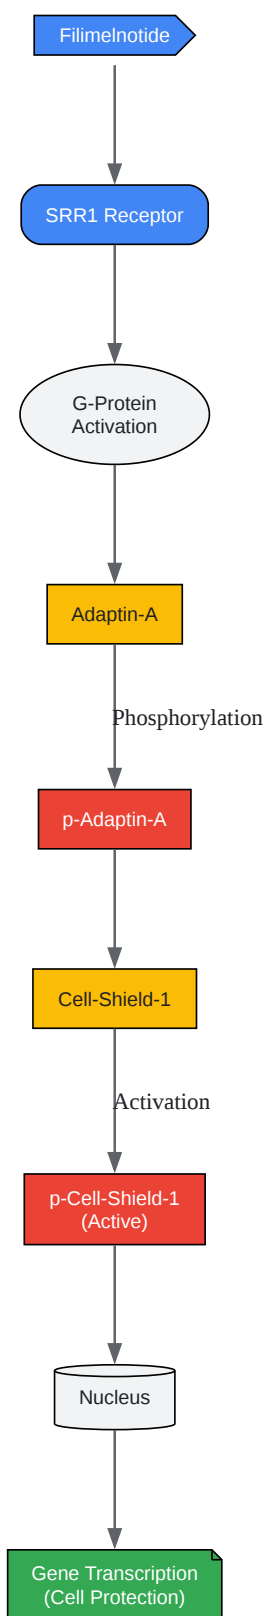 Filimelnotide
SRR1 Receptor
G-Protein
Activation
Adaptin-A
Phosphorylation
p-Adaptin-A
Cell-Shield-1
Activation
p-Cell-Shield-1
(Active)
Nucleus
Gene Transcription
(Cell Protection)